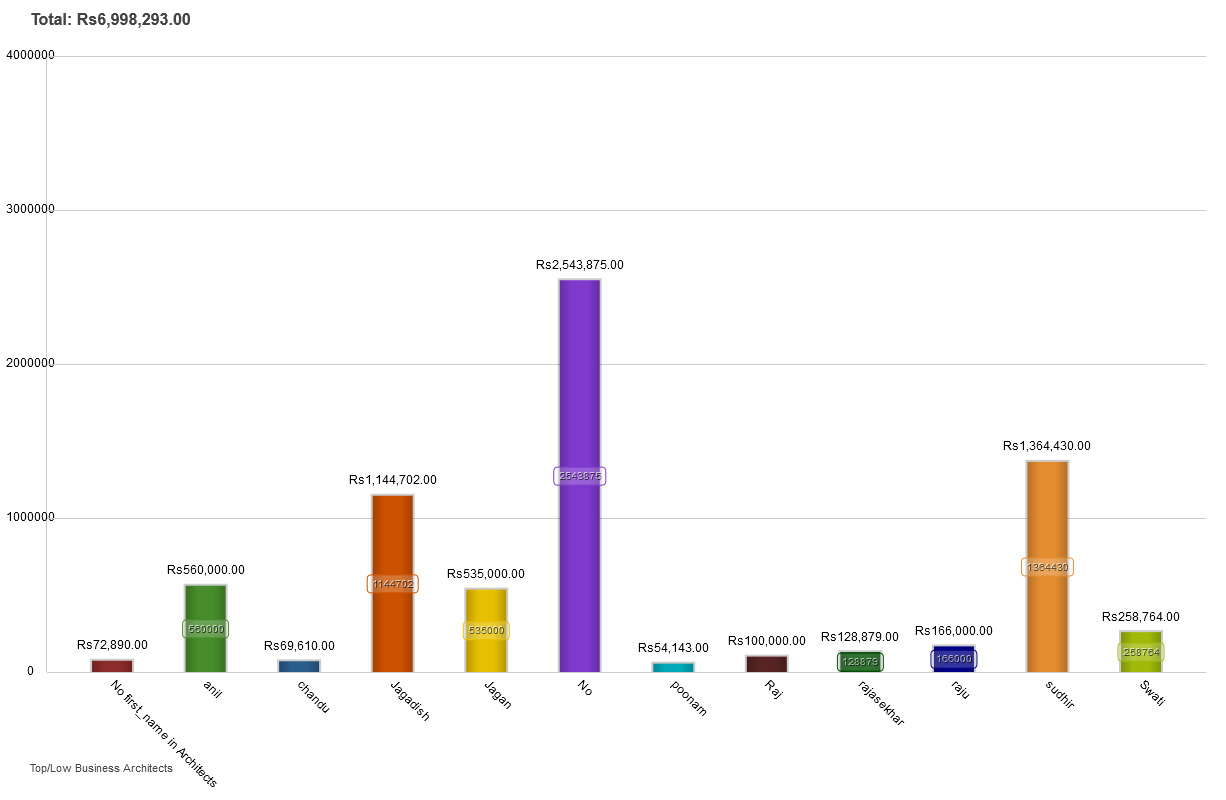 Total: Rs6,998,293.00
4000000
3000000
2000000
1000000
0
Rs72,890.00
Rs560,000.00
560000
Rs69,610.00
Rs1,144,702.00
1144702
Rs535,000.00
535000
Rs2,543,875.00
2543875
Rs54,143.00
Rs100,000.00
Rs128,879.00
128879
Rs166,000.00
166000
Rs1,364,430.00
1364430
Rs258,764.00
258764
No first_name in Architects
anil
chandu
Jagadish
Jagan
No
poonam
Raj
rajasekhar
raju
sudhir
Swati
Top/Low Business Architects